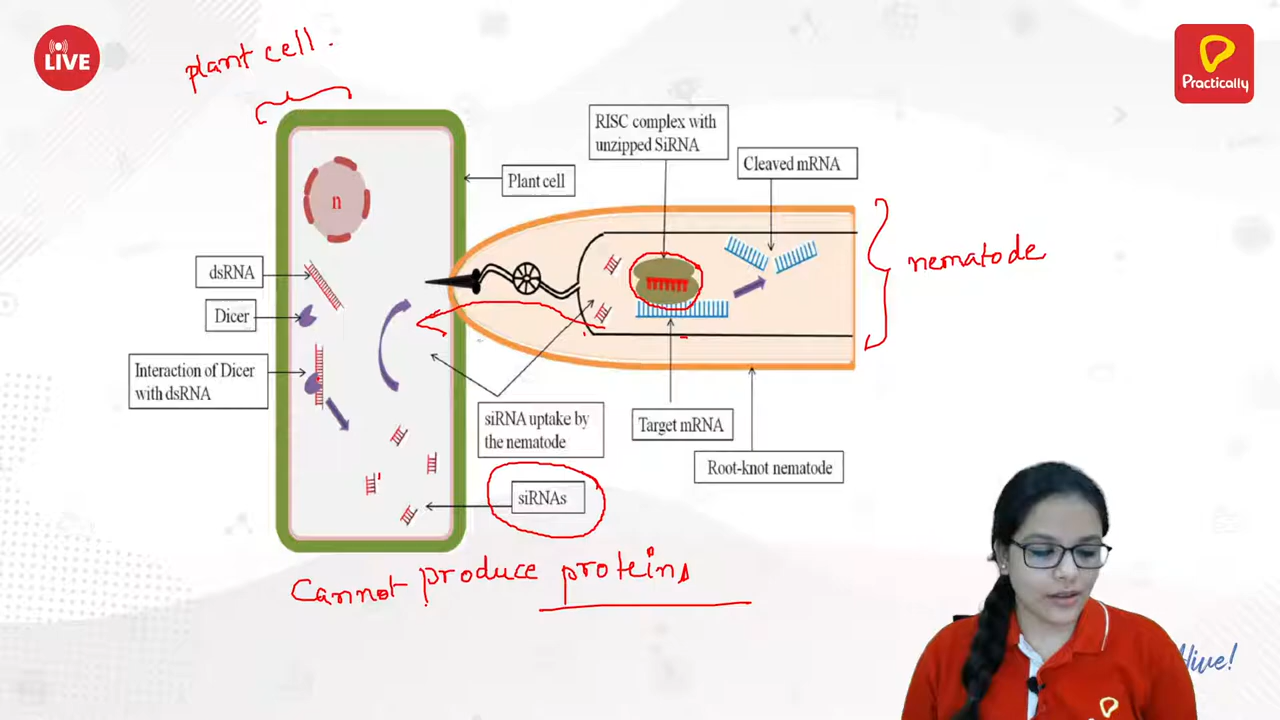 LIVE
Practically
plant cell.
RISC complex with
unzipped SiRNA
Cleaved mRNA
Plant cell
n
dsRNA
nematode
Dicer
Interaction of Dicer
with dsRNA
siRNA uptake by
the nematode
Target mRNA
Root-knot nematode
siRNAs
Cannot produce proteins